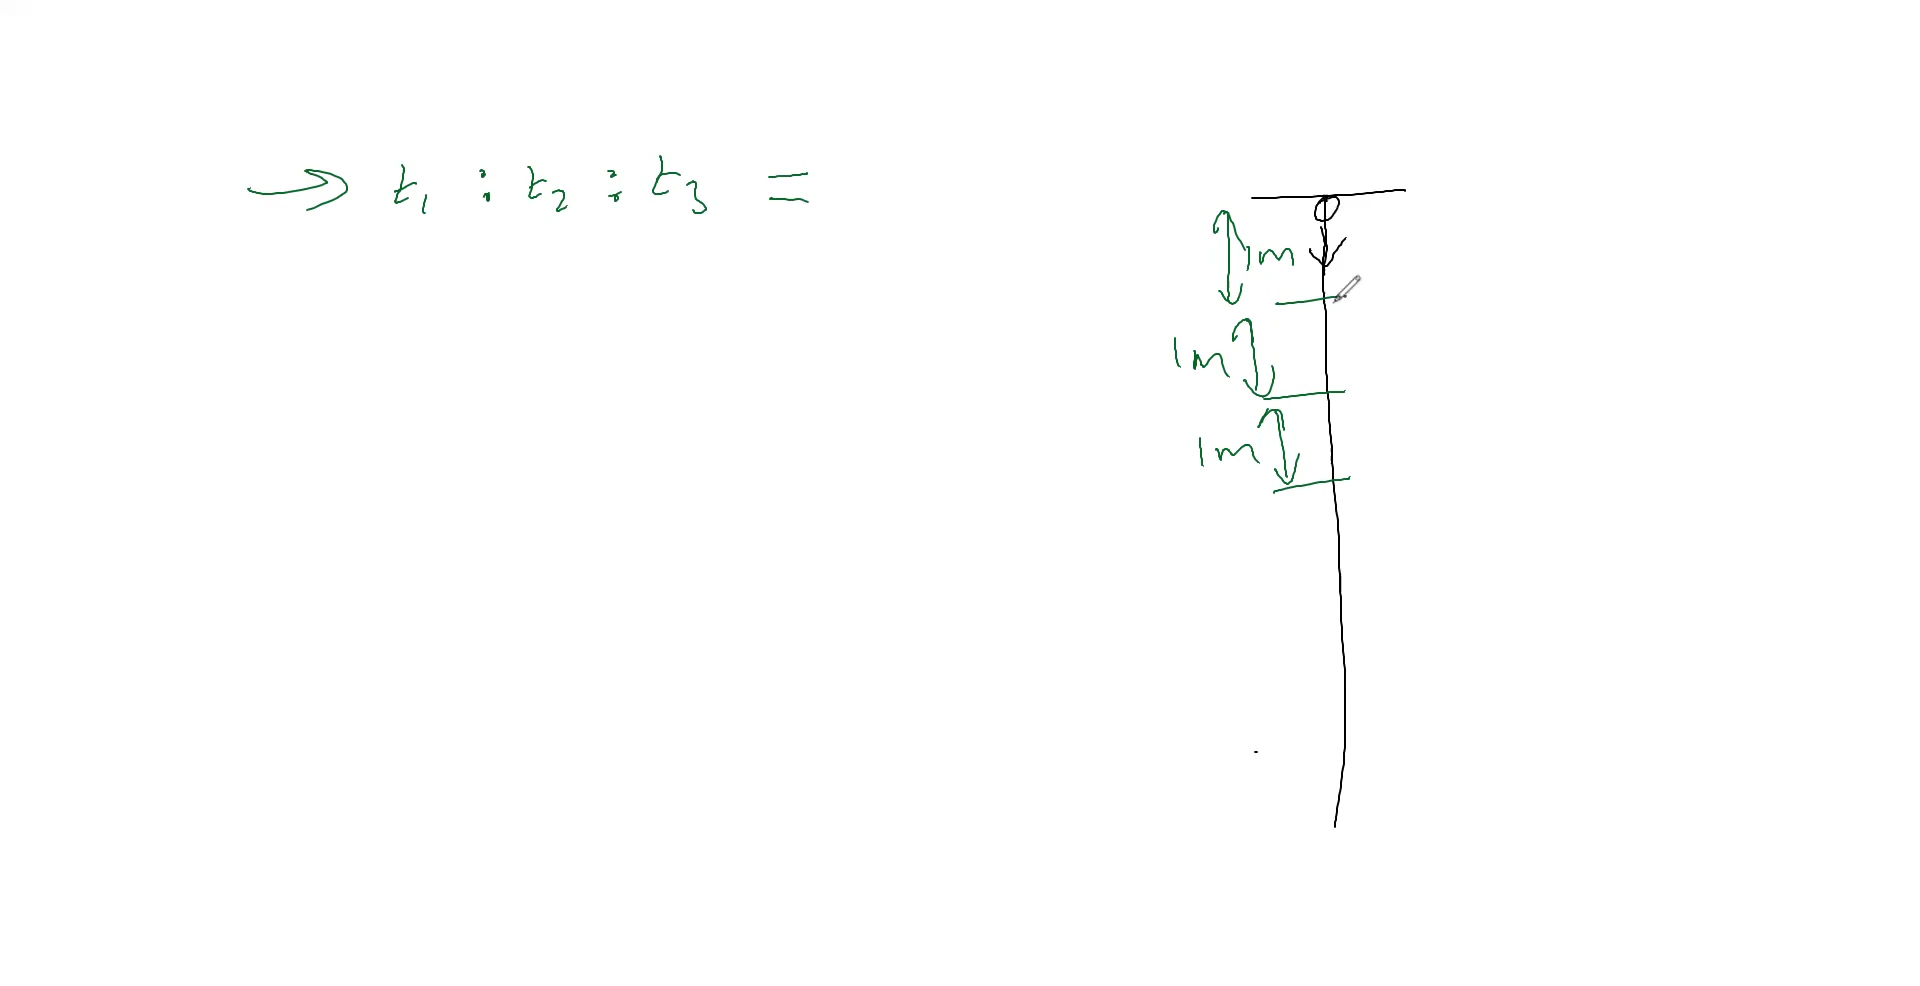 → t₁ : t₂ : t₃ =
1m
1m
1m